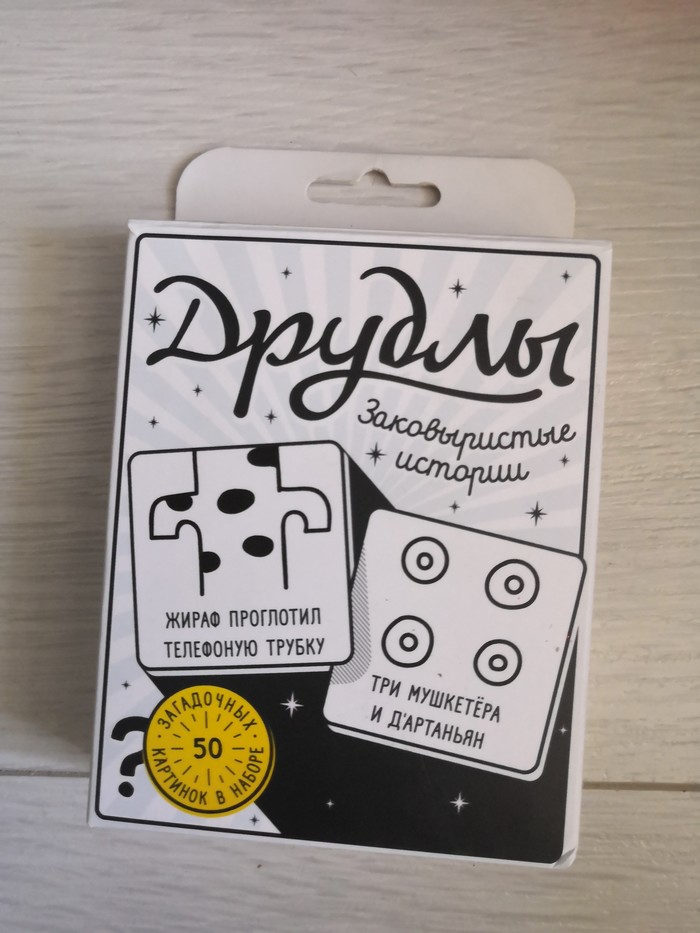 Друдлы
Заковыристые
истории
ЖИРАФ ПРОГЛОТИЛ
ТЕЛЕФОНУЮ ТРУБКУ
ТРИ МУШКЕТЁРА
И Д'АРТАНЬЯН
ЗАГАДОЧНЫХ
50
КАРТИНОК В НАБОРЕ
?